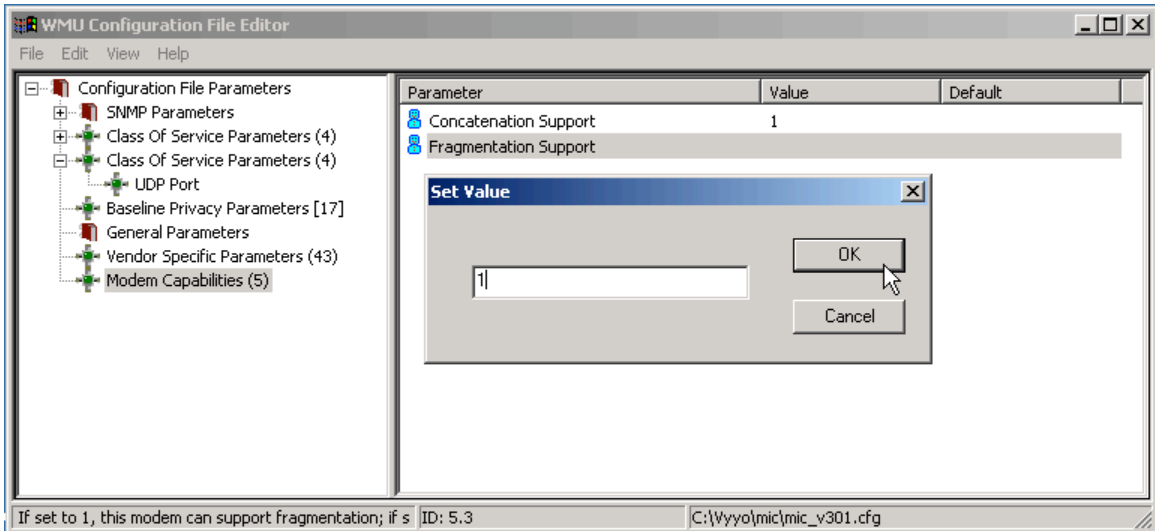 WMU Configuration File Editor
File Edit View Help
Configuration File Parameters
SNMP Parameters
Class Of Service Parameters (4)
Class Of Service Parameters (4)
UDP Port
Baseline Privacy Parameters [17]
General Parameters
Vendor Specific Parameters (43)
Modem Capabilities (5)
Parameter Value Default
Concatenation Support 1
Fragmentation Support
Set Value
1
OK
Cancel
If set to 1, this modem can support fragmentation; if s ID: 5.3 C:\Vyyo\mic\mic_v301.cfg